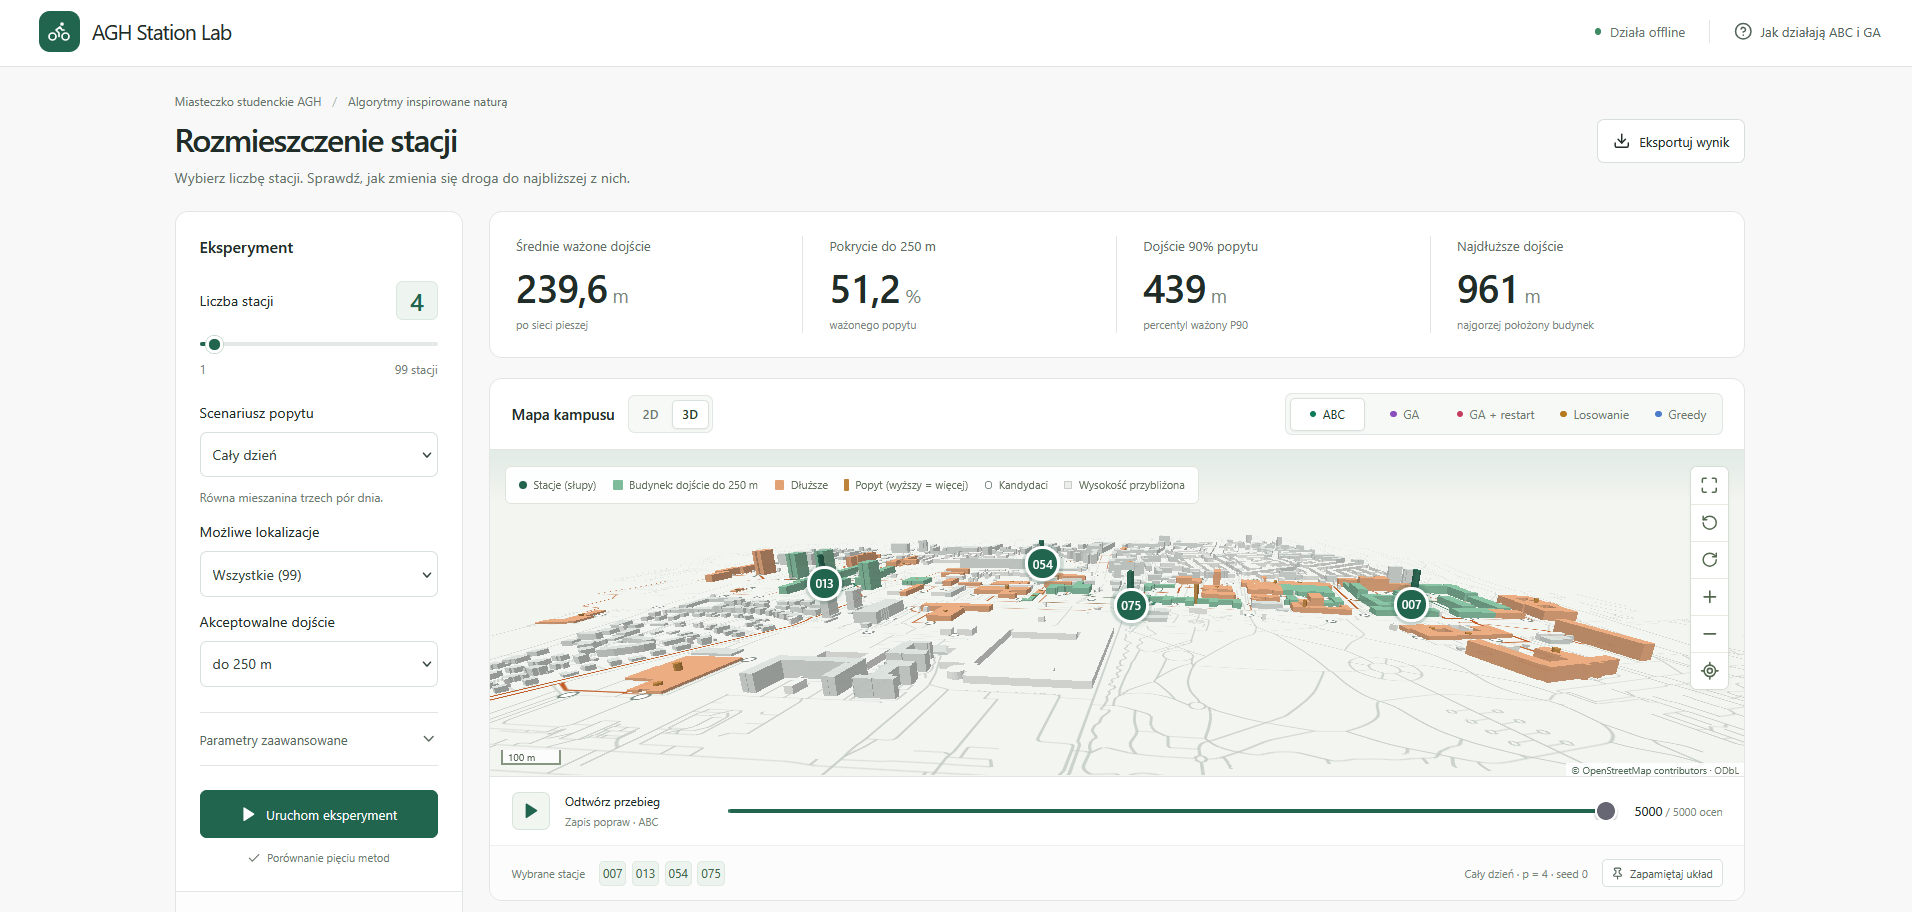 AGH Station Lab
Działa offline
Jak działają ABC i GA
Miasteczko studenckie AGH / Algorytmy inspirowane naturą
Rozmieszczenie stacji
Wybierz liczbę stacji. Sprawdź, jak zmienia się droga do najbliższej z nich.
Eksportuj wynik
Eksperyment
Liczba stacji
4
1
99 stacji
Scenariusz popytu
Cały dzień
Równa mieszanina trzech pór dnia.
Możliwe lokalizacje
Wszystkie (99)
Akceptowalne dojście
do 250 m
Parametry zaawansowane
Uruchom eksperyment
Porównanie pięciu metod
Średnie ważone dojście
239,6 m
po sieci pieszej
Pokrycie do 250 m
51,2 %
ważonego popytu
Dojście 90% popytu
439 m
percentyl ważony P90
Najdłuższe dojście
961 m
najgorzej położony budynek
Mapa kampusu
2D
3D
ABC
GA
GA + restart
Losowanie
Greedy
Stacje (słupy)
Budynek: dojście do 250 m
Dłuższe
Popyt (wyższy = więcej)
Kandydaci
Wysokość przybliżona
013
054
075
007
100 m
© OpenStreetMap contributors · ODbL
Odtwórz przebieg
Zapis popraw · ABC
5000 / 5000 ocen
Wybrane stacje
007
013
054
075
Cały dzień · p = 4 · seed 0
Zapamiętaj układ